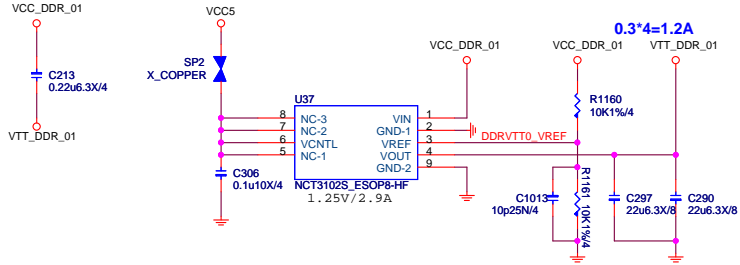 VCC_DDR_01
C213
0.22u6.3X/4
VTT_DDR_01
VCC5
SP2
X_COPPER
C306
0.1u10X/4
U37
8 NC-3 VIN 1
7 NC-2 GND-1 2
6 VCNTL VREF 3
5 NC-1 VOUT 4
GND-2 9
NCT3102S_ESOP8-HF
1.25V/2.9A
VCC_DDR_01
DDRVTT0_VREF
VCC_DDR_01
R1160
10K1%/4
C1013
10p25N/4
R1161 10K1%/4
0.3*4=1.2A
VTT_DDR_01
C297
22u6.3X/8
C290
22u6.3X/8